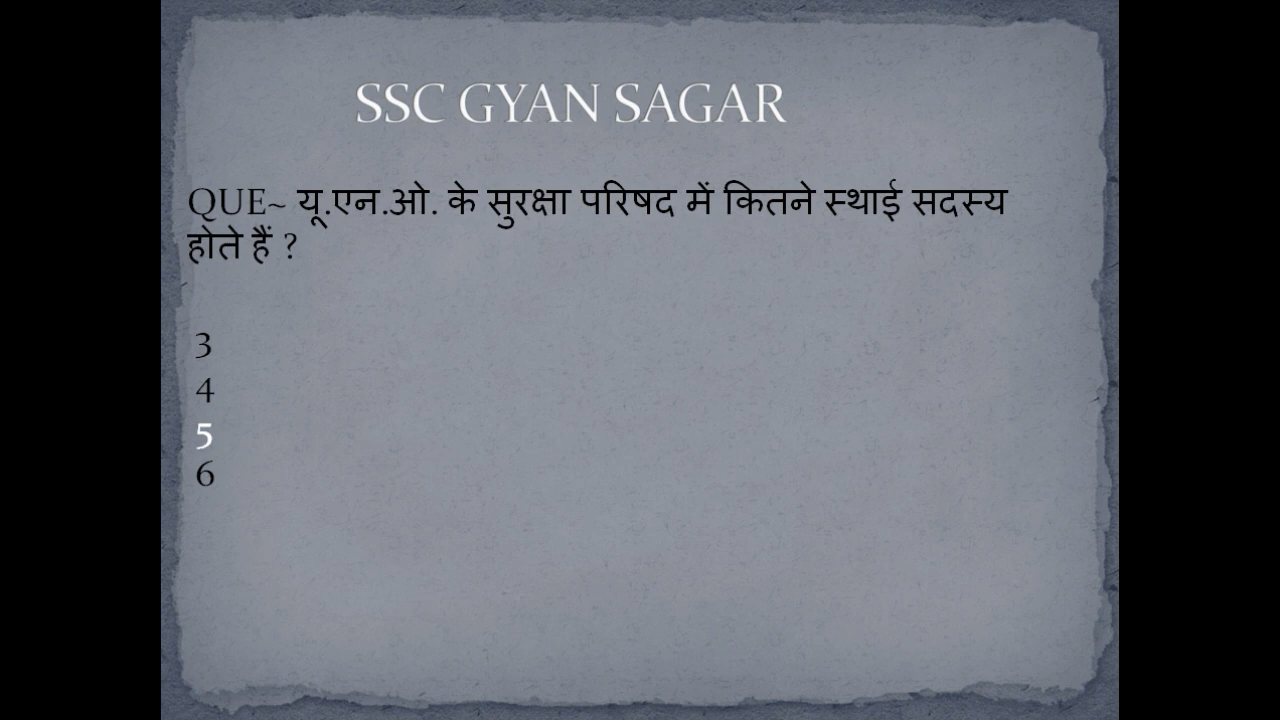 SSC GYAN SAGAR
QUE~ यू.एन.ओ. के सुरक्षा परिषद में कितने स्थाई सदस्य
होते हैं ?
3
4
5
6